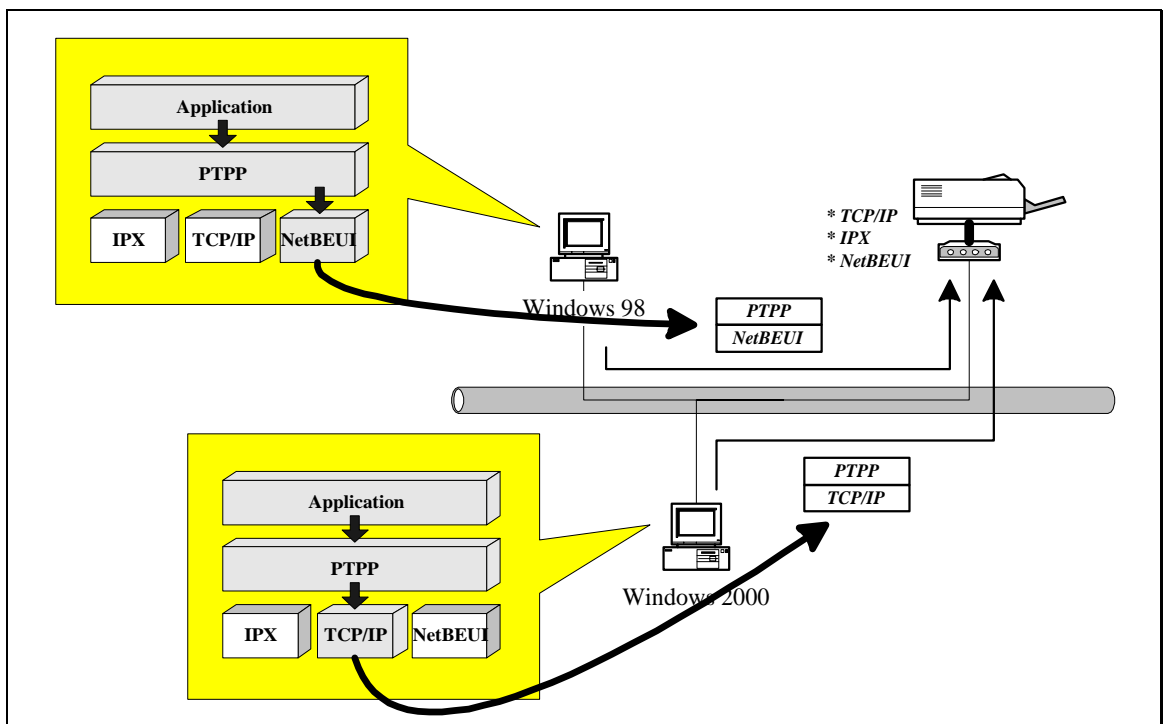 Application
PTPP
IPX TCP/IP NetBEUI
* TCP/IP
* IPX
* NetBEUI
Windows 98
PTPP
NetBEUI
Application
PTPP
IPX TCP/IP NetBEUI
PTPP
TCP/IP
Windows 2000